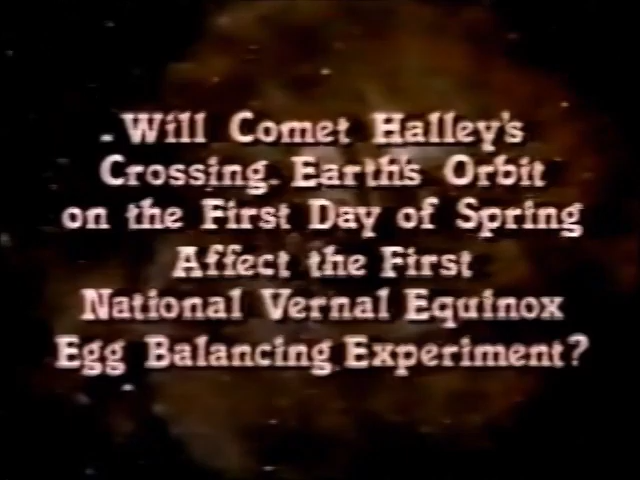 Will Comet Halley's
Crossing Earth's Orbit
on the First Day of Spring
Affect the First
National Vernal Equinox
Egg Balancing Experiment?